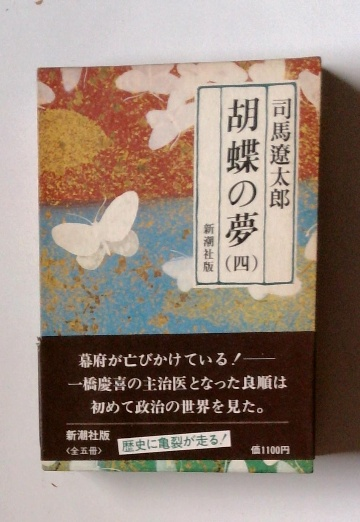 司馬遼太郎
胡蝶の夢(四)
新潮社版
幕府が亡びかけている!──
一橋慶喜の主治医となった良順は
初めて政治の世界を見た。
新潮社版
〈全五冊〉
歴史に亀裂が走る!
価1100円